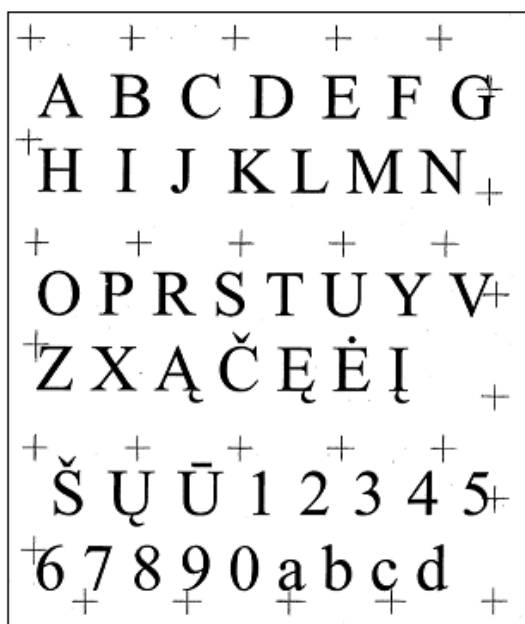 A B C D E F G
H I J K L M N
O P R S T U Y V
Z X Ą Č Ę Ė Į
Š Ų Ū 1 2 3 4 5
6 7 8 9 0 a b c d